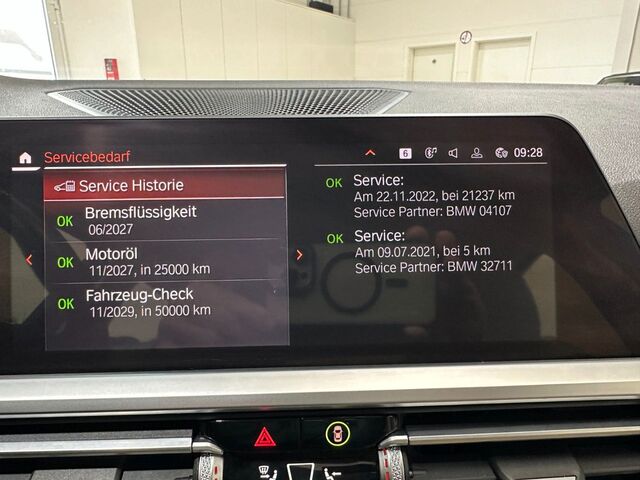 Servicebedarf
6
09:28
Service Historie
OK Bremsflüssigkeit
06/2027
OK Motoröl
11/2027, in 25000 km
OK Fahrzeug-Check
11/2029, in 50000 km
OK Service:
Am 22.11.2022, bei 21237 km
Service Partner: BMW 04107
OK Service:
Am 09.07.2021, bei 5 km
Service Partner: BMW 32711